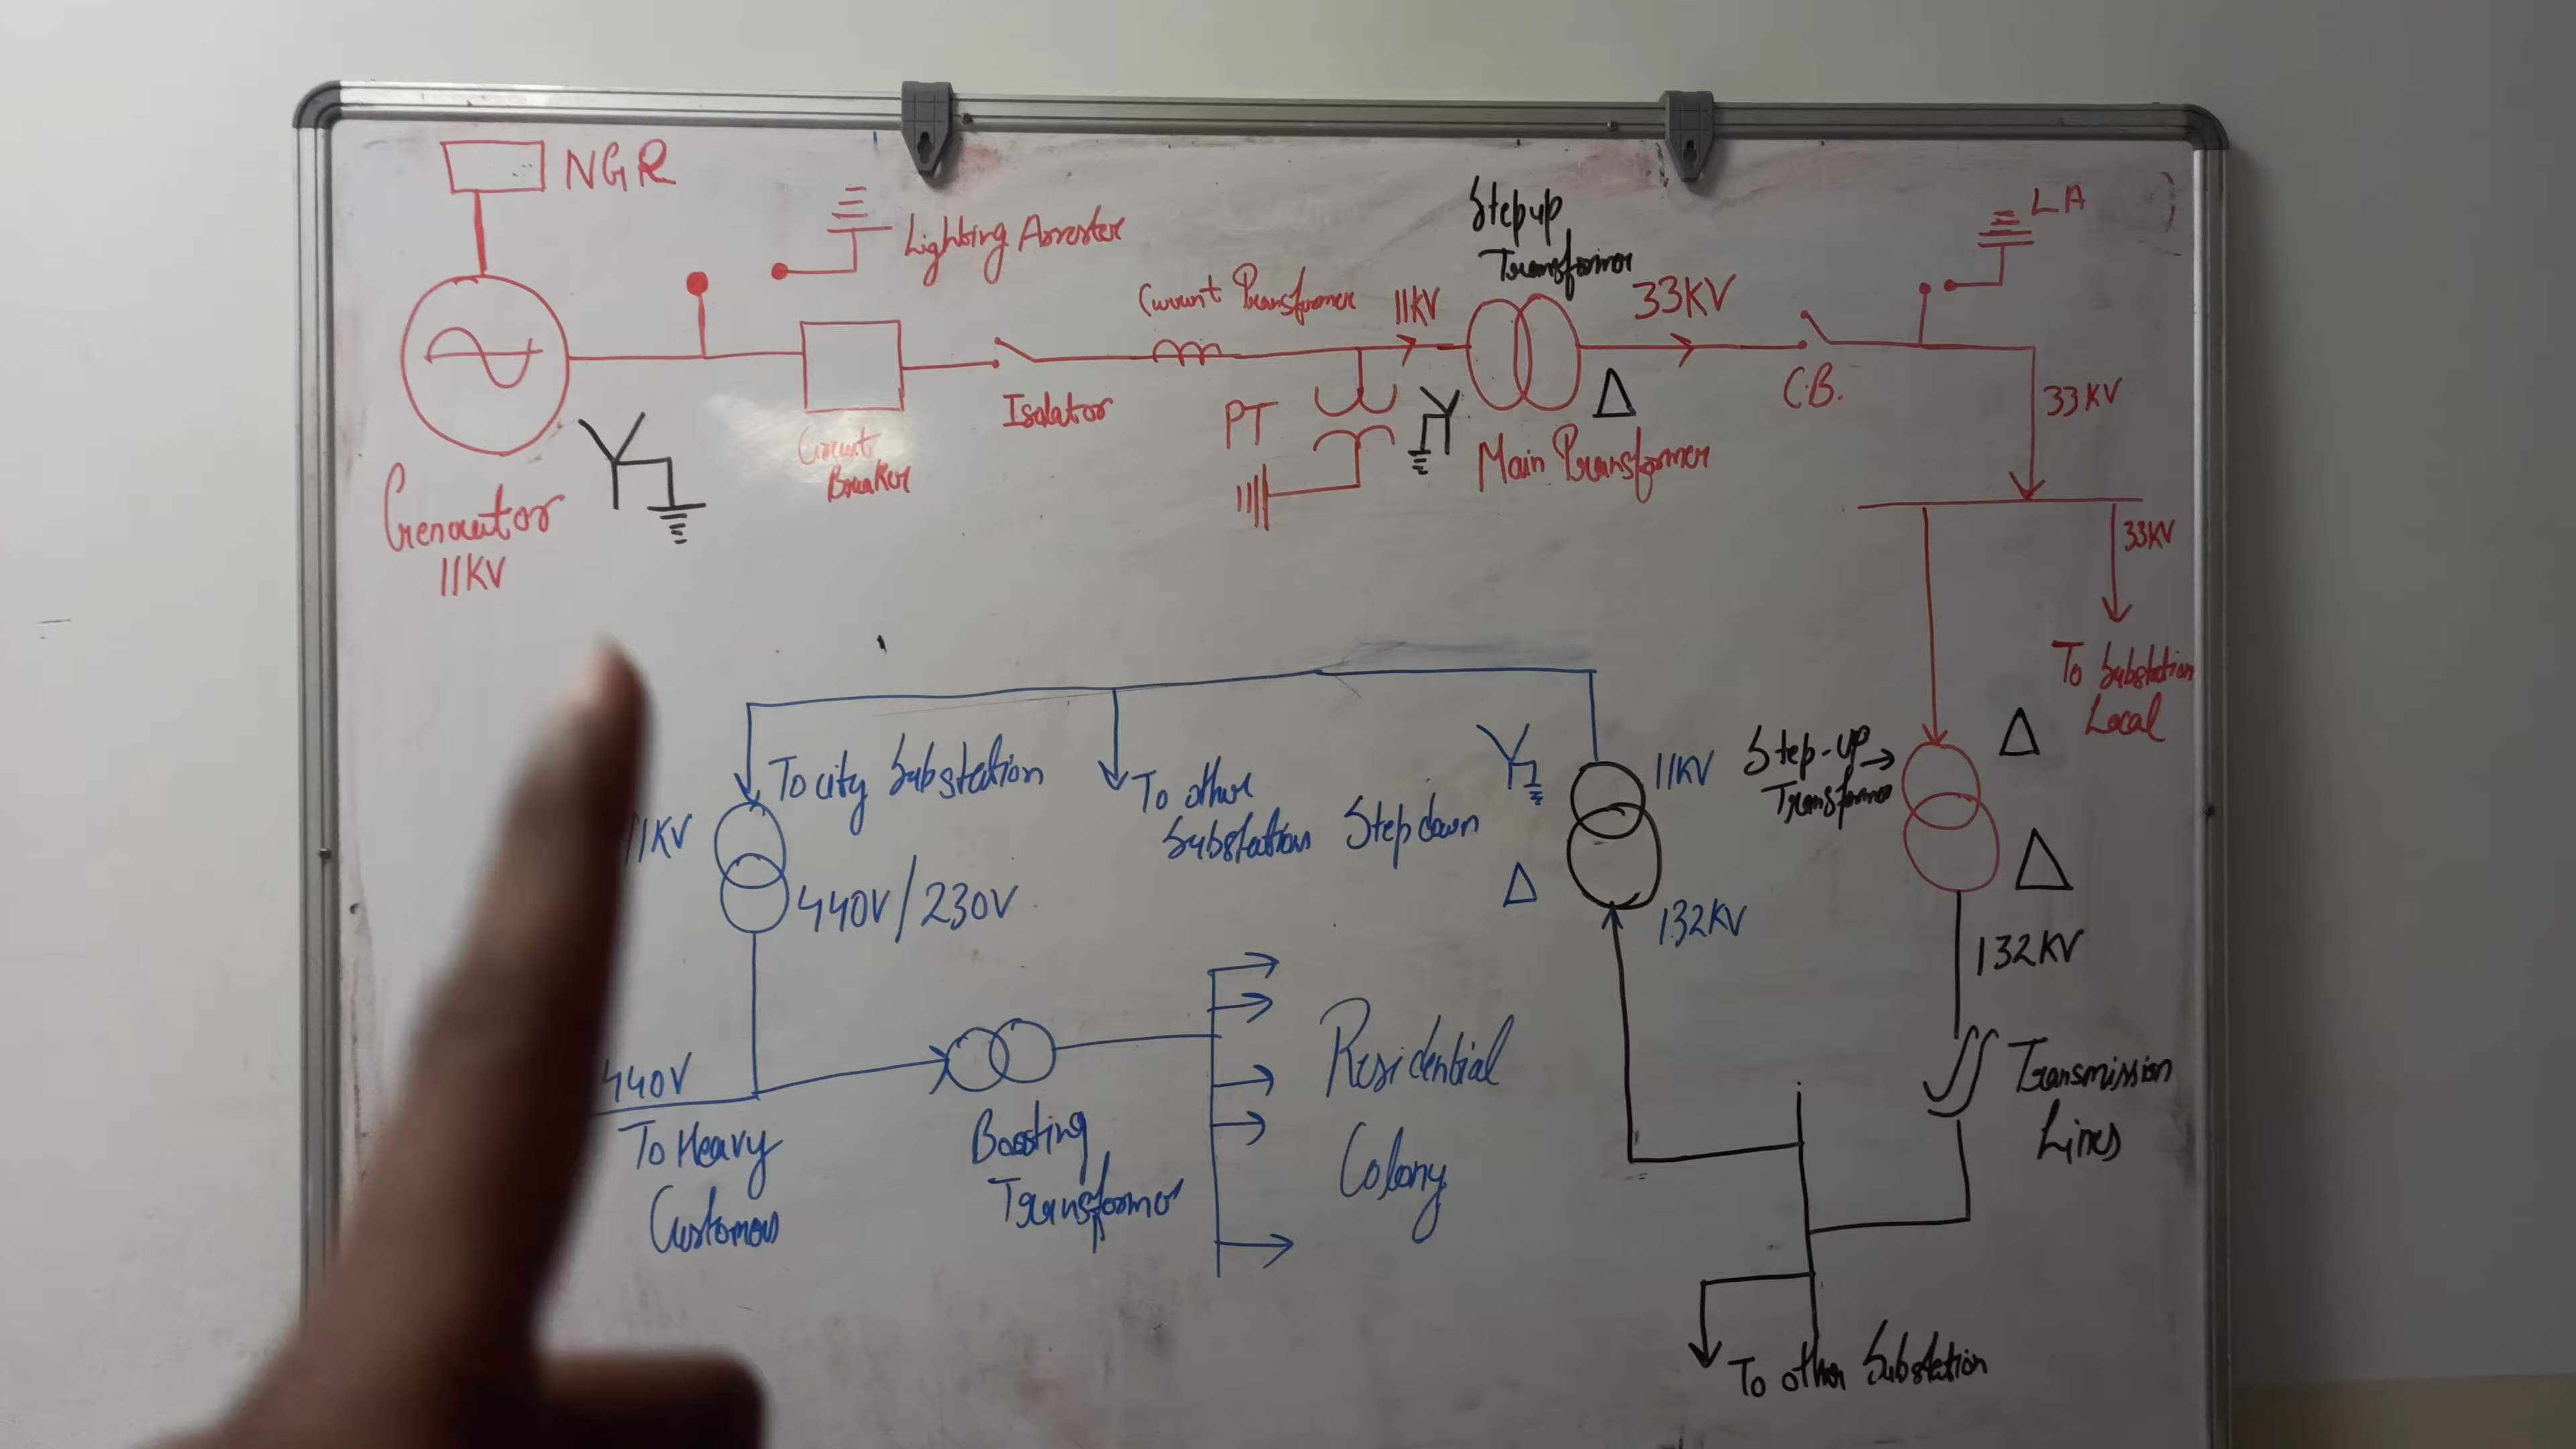 NGR
Lighting Arrester
Step up
Transformer
LA
Current Transformer
11KV
33KV
C.B.
33KV
Isolator
PT
Main Transformer
Circuit
Breaker
Generator
11KV
33KV
To Substation
Local
To city Substation
To other
Substation
Step down
11KV
Step-up
Transformer
11KV
440V/230V
132KV
132KV
440V
To Heavy
Customers
Boosting
Transformer
Residential
Colony
Transmission
Lines
To other Substation